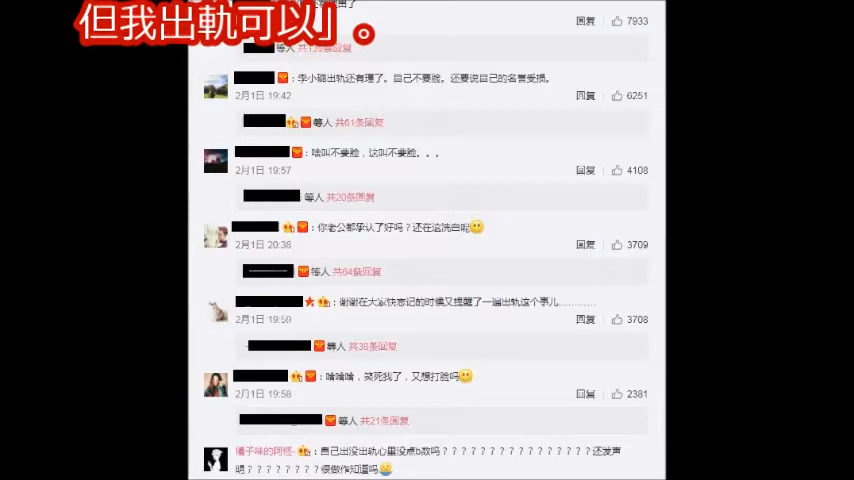 但我出軌可以」。
回复 7933
等人 共739条回复
：李小璐出轨还有理了。自己不要脸。还要说自己的名誉受损。
2月1日 19:42 回复 6251
等人 共61条回复
：啥叫不要脸，这叫不要脸。。。
2月1日 19:57 回复 4108
等人 共20条回复
：你老公都承认了好吗？还在这洗白呢
2月1日 20:38 回复 3709
等人 共64条回复
：谢谢在大家快忘记的时候又提醒了一遍出轨这个事儿…………
2月1日 19:59 回复 3708
等人 共38条回复
：啥啥啥，笑死我了，又想打脸吗
2月1日 19:58 回复 2381
等人 共21条回复
橘子味的阿怪-：自己出没出轨心里没点b数吗？？？？？？？？？？？？？？？？还发声
明？？？？？？？？很做作知道吗